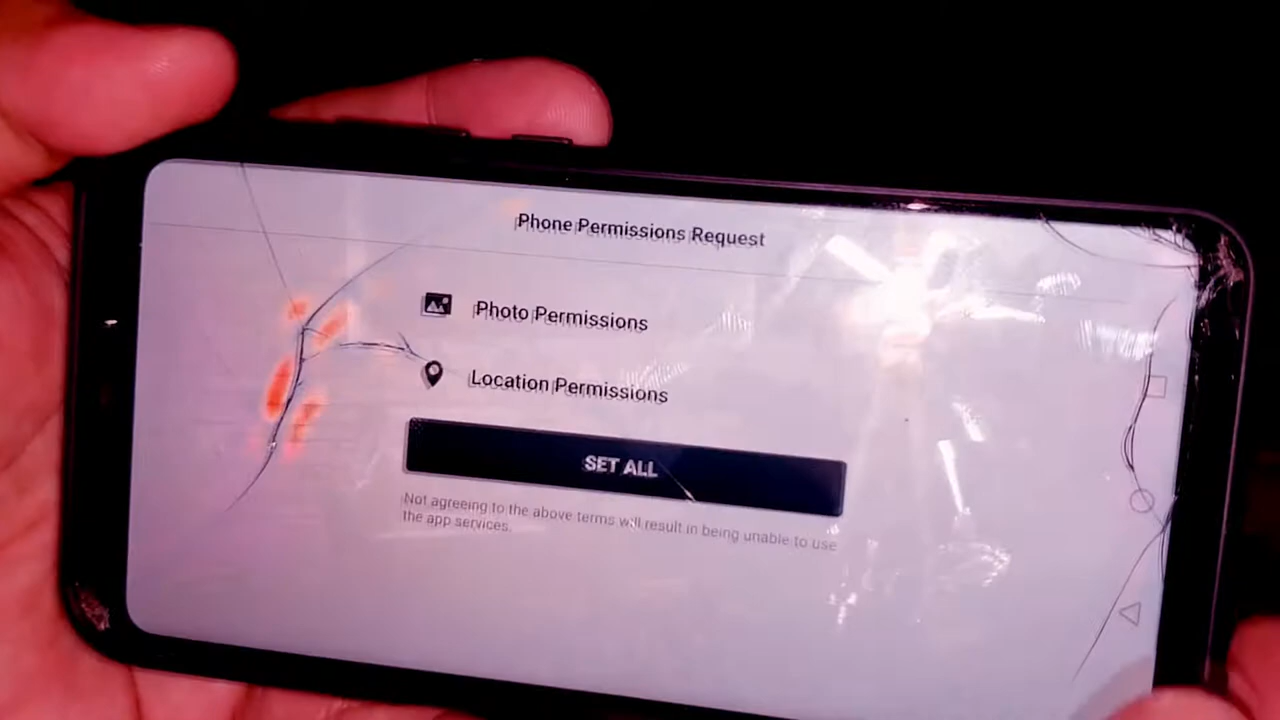 Phone Permissions Request
Photo Permissions
Location Permissions
SET ALL
Not agreeing to the above terms will result in being unable to use
the app services.